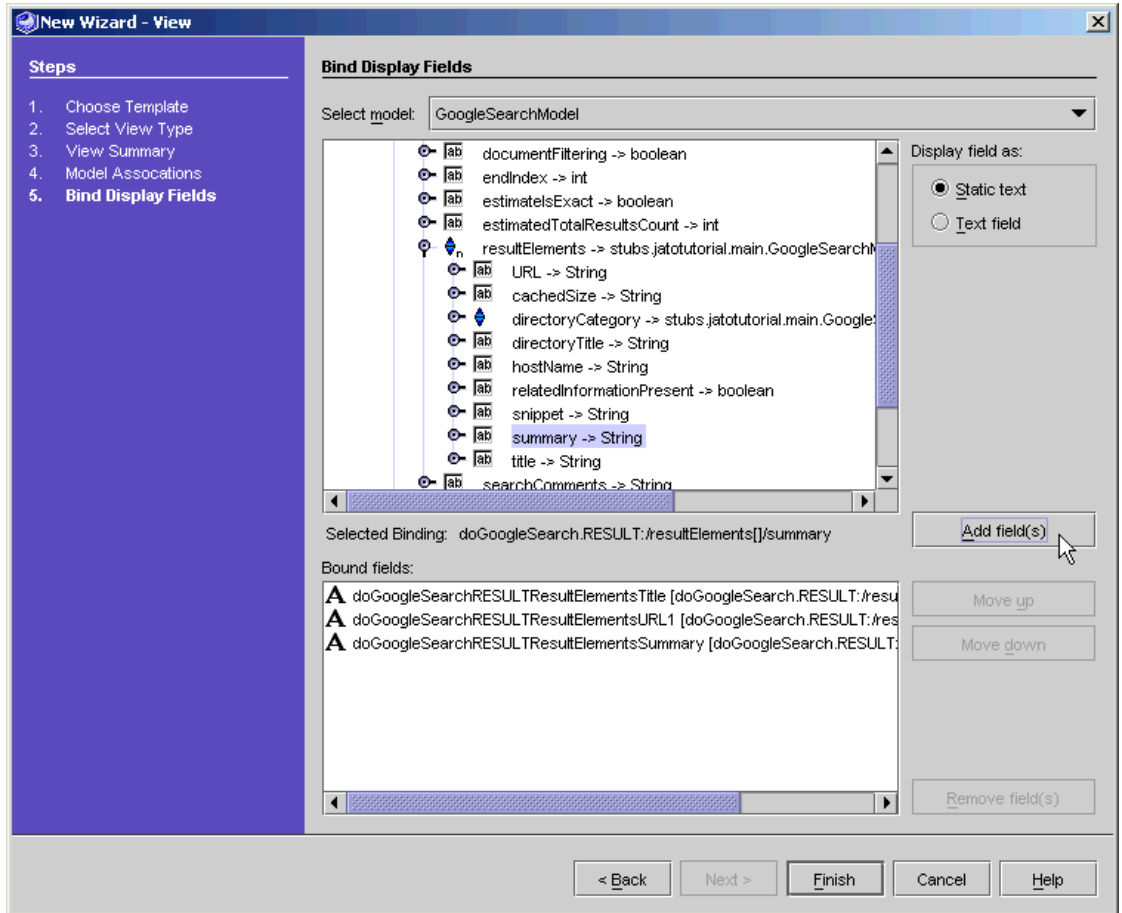 New Wizard - View
Steps
1. Choose Template
2. Select View Type
3. View Summary
4. Model Assocations
5. Bind Display Fields
Bind Display Fields
Select model: GoogleSearchModel
documentFiltering -> boolean
endIndex -> int
estimateIsExact -> boolean
estimatedTotalResultsCount -> int
resultElements -> stubs.jatotutorial.main.GoogleSearchM
URL -> String
cachedSize -> String
directoryCategory -> stubs.jatotutorial.main.GoogleS
directoryTitle -> String
hostName -> String
relatedInformationPresent -> boolean
snippet -> String
summary -> String
title -> String
searchComments -> String
Display field as:
Static text
Text field
Selected Binding: doGoogleSearch.RESULT:/resultElements[]/summary
Add field(s)
Bound fields:
A doGoogleSearchRESULTResultElementsTitle [doGoogleSearch.RESULT:/resu
A doGoogleSearchRESULTResultElementsURL1 [doGoogleSearch.RESULT:/res
A doGoogleSearchRESULTResultElementsSummary [doGoogleSearch.RESULT:
Move up
Move down
Remove field(s)
< Back Next > Finish Cancel Help